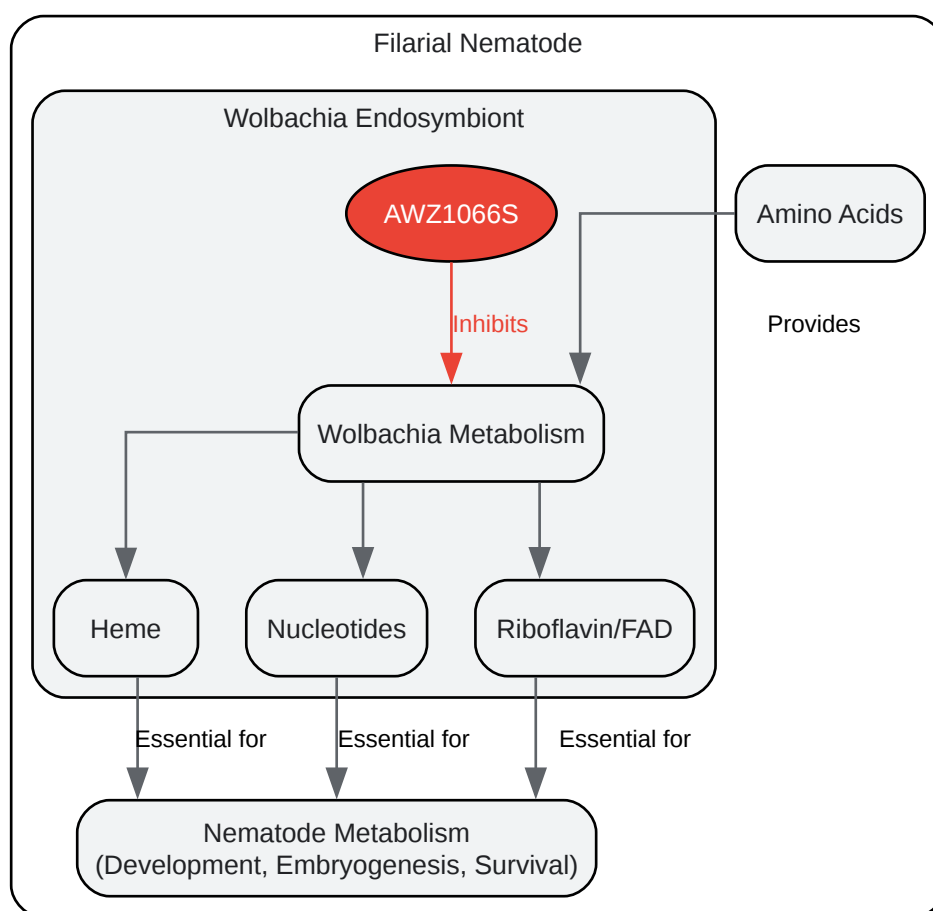 Filarial Nematode
Wolbachia Endosymbiont
AWZ1066S
Amino Acids
Inhibits
Provides
Wolbachia Metabolism
Heme
Nucleotides
Riboflavin/FAD
Essential for
Essential for
Essential for
Nematode Metabolism
(Development, Embryogenesis, Survival)